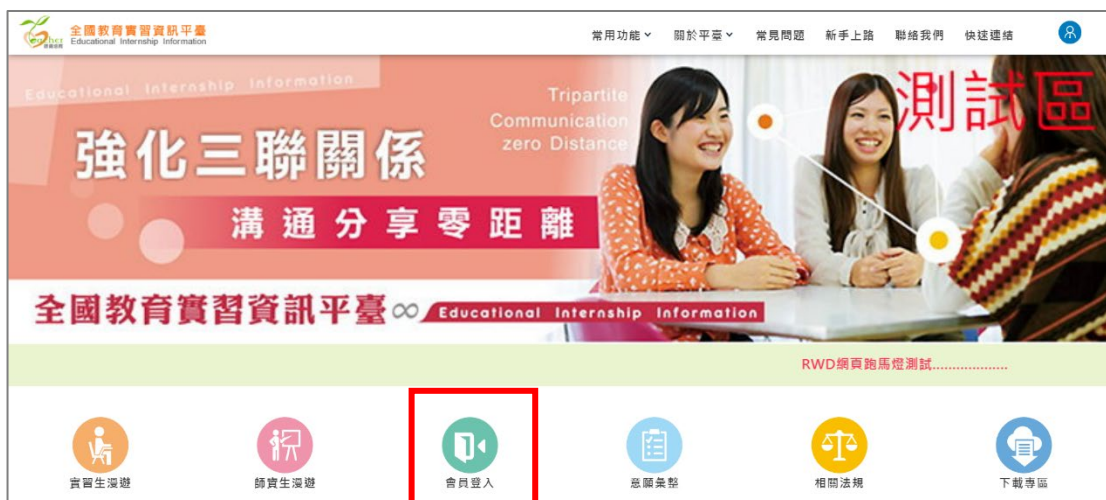 Teacher 全國教育實習資訊平臺
Educational Internship Information
常用功能 關於平臺 常見問題 新手上路 聯絡我們 快速連結
Educational Internship Information
強化三聯關係
溝通分享零距離
Tripartite
Communication
zero Distance
測試區
全國教育實習資訊平臺∞ Educational Internship Information
RWD網頁跑馬燈測試...................
實習生漫遊 師資生漫遊 會員登入 意願彙整 相關法規 下載專區